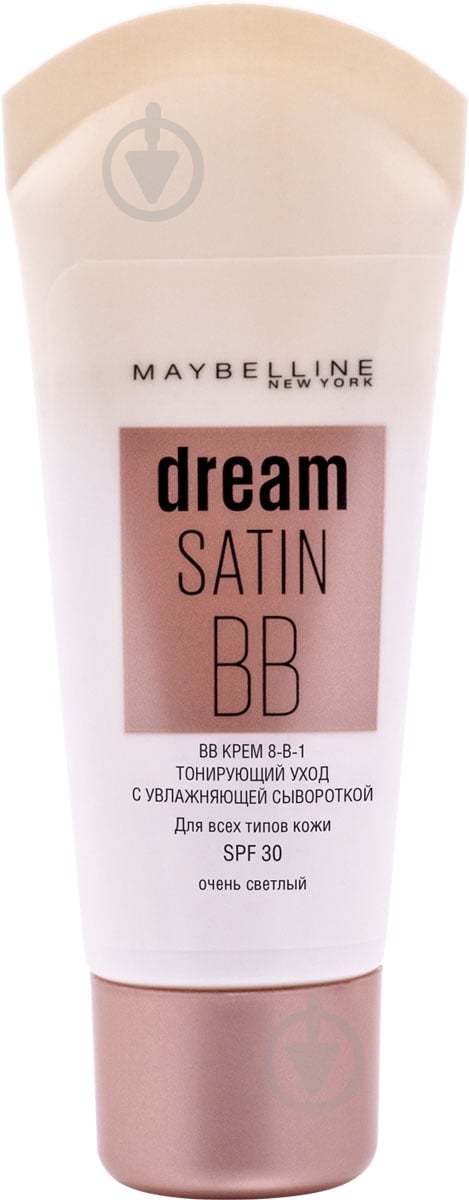 MAYBELLINE
NEW YORK
dream
SATIN
BB
BB КРЕМ 8-В-1
ТОНИРУЮЩИЙ УХОД
С УВЛАЖНЯЮЩЕЙ СЫВОРОТКОЙ
Для всех типов кожи
SPF 30
очень светлый